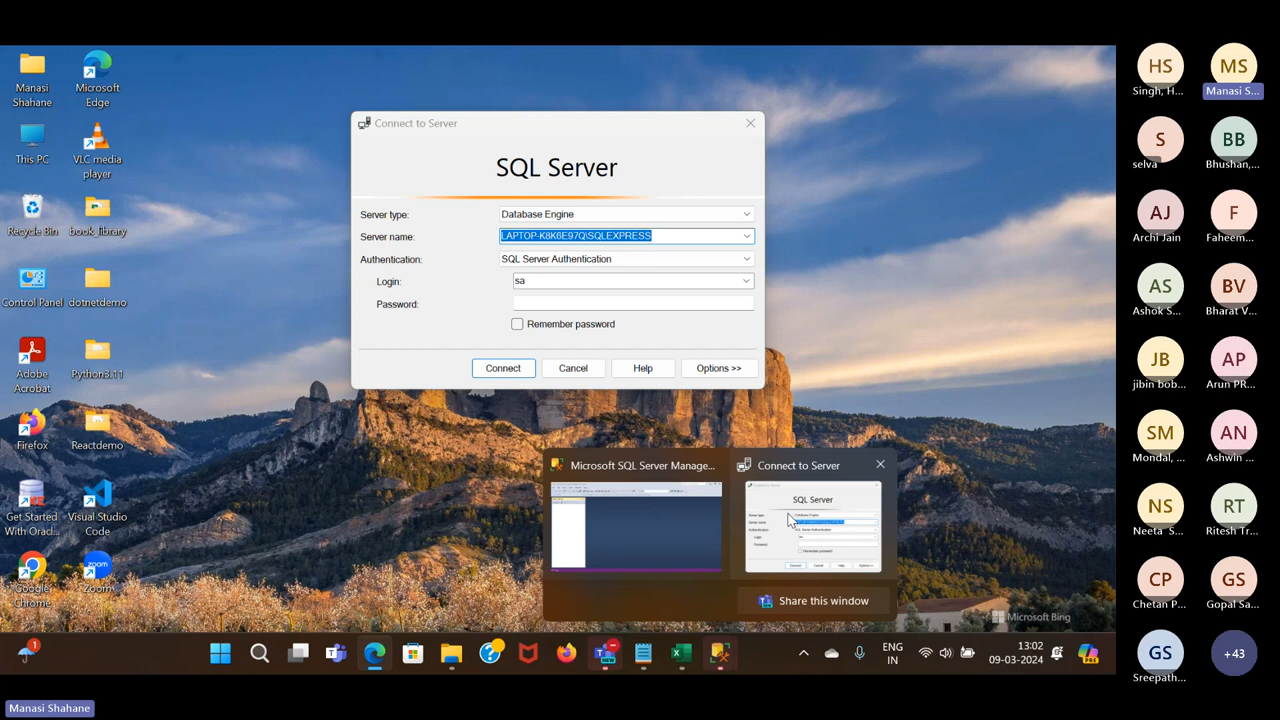 Manasi
Shahane
Microsoft
Edge
This PC
VLC media
player
Recycle Bin
book_library
Control Panel
dotnetdemo
Adobe
Acrobat
Python3.11
Firefox
Reactdemo
Get Started
With Oracl
Visual Studio
Code
Google
Chrome
Zoom
zoom
Connect to Server
SQL Server
Server type:
Database Engine
Server name:
LAPTOP-K8K6E97Q\SQLEXPRESS
Authentication:
SQL Server Authentication
Login:
sa
Password:
Remember password
Connect
Cancel
Help
Options >>
Microsoft SQL Server Manage...
Connect to Server
SQL Server
Share this window
Microsoft Bing
1
NEW
ENG
IN
13:02
09-03-2024
PRE
HS
Singh, H...
MS
Manasi S...
S
selva
BB
Bhushan,...
AJ
Archi Jain
F
Faheem...
AS
Ashok S...
BV
Bharat V...
JB
jibin bob...
AP
Arun PR...
SM
Mondal, ...
AN
Ashwin ...
NS
Neeta S...
RT
Ritesh Tr...
CP
Chetan P...
GS
Gopal Sa...
GS
Sreepath...
+43
Manasi Shahane